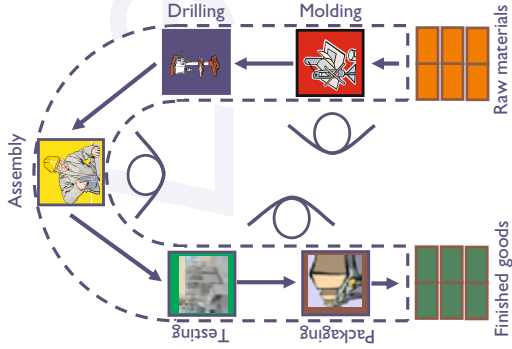 Raw materials
Molding
Drilling
Assembly
Testing
Packaging
Finished goods